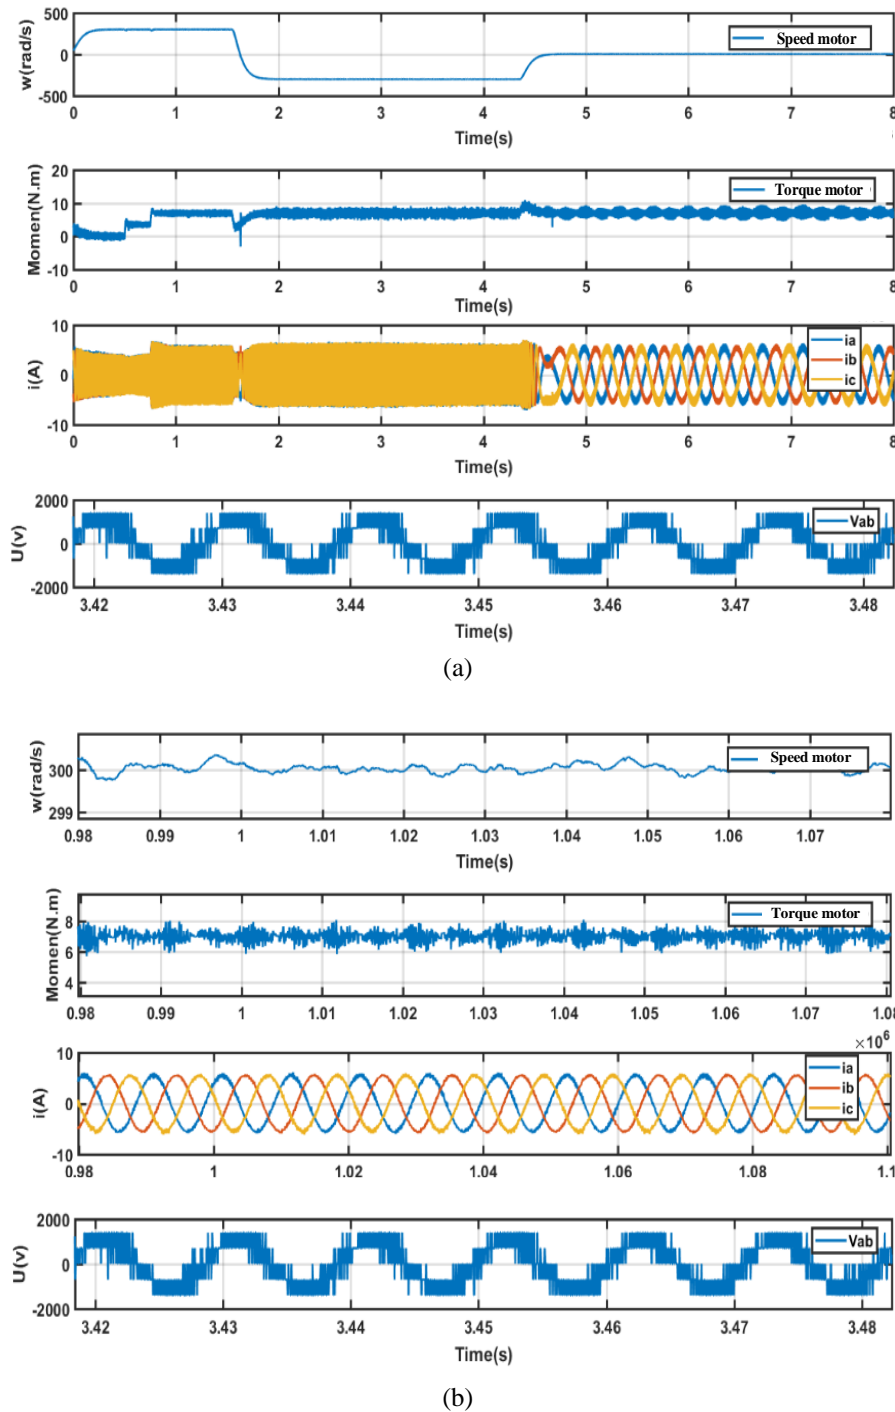 500
0
-500
w(rad/s)
Speed motor
0 1 2 3 4 5 6 7 8
Time(s)
20
10
0
-10
Momen(N.m)
Torque motor
0 1 2 3 4 5 6 7 8
Time(s)
10
0
-10
i(A)
ia
ib
ic
0 1 2 3 4 5 6 7 8
Time(s)
2000
0
-2000
U(v)
Vab
3.42 3.43 3.44 3.45 3.46 3.47 3.48
Time(s)
(a)
300
299
w(rad/s)
Speed motor
0.98 0.99 1 1.01 1.02 1.03 1.04 1.05 1.06 1.07
Time(s)
8
6
4
Momen(N.m)
Torque motor
0.98 0.99 1 1.01 1.02 1.03 1.04 1.05 1.06 1.07 1.08
×10⁶
10
0
-10
i(A)
ia
ib
ic
0.98 1 1.02 1.04 1.06 1.08 1.1
2000
0
-2000
U(v)
Vab
3.42 3.43 3.44 3.45 3.46 3.47 3.48
Time(s)
(b)